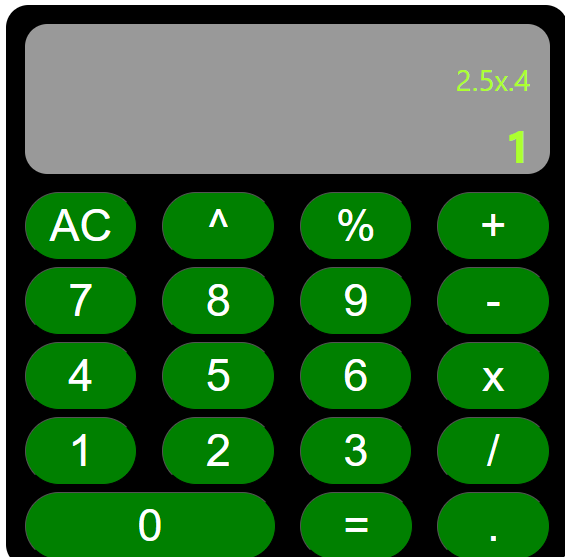 2.5x.4
1
AC ^ % +
7 8 9 -
4 5 6 x
1 2 3 /
0 = .